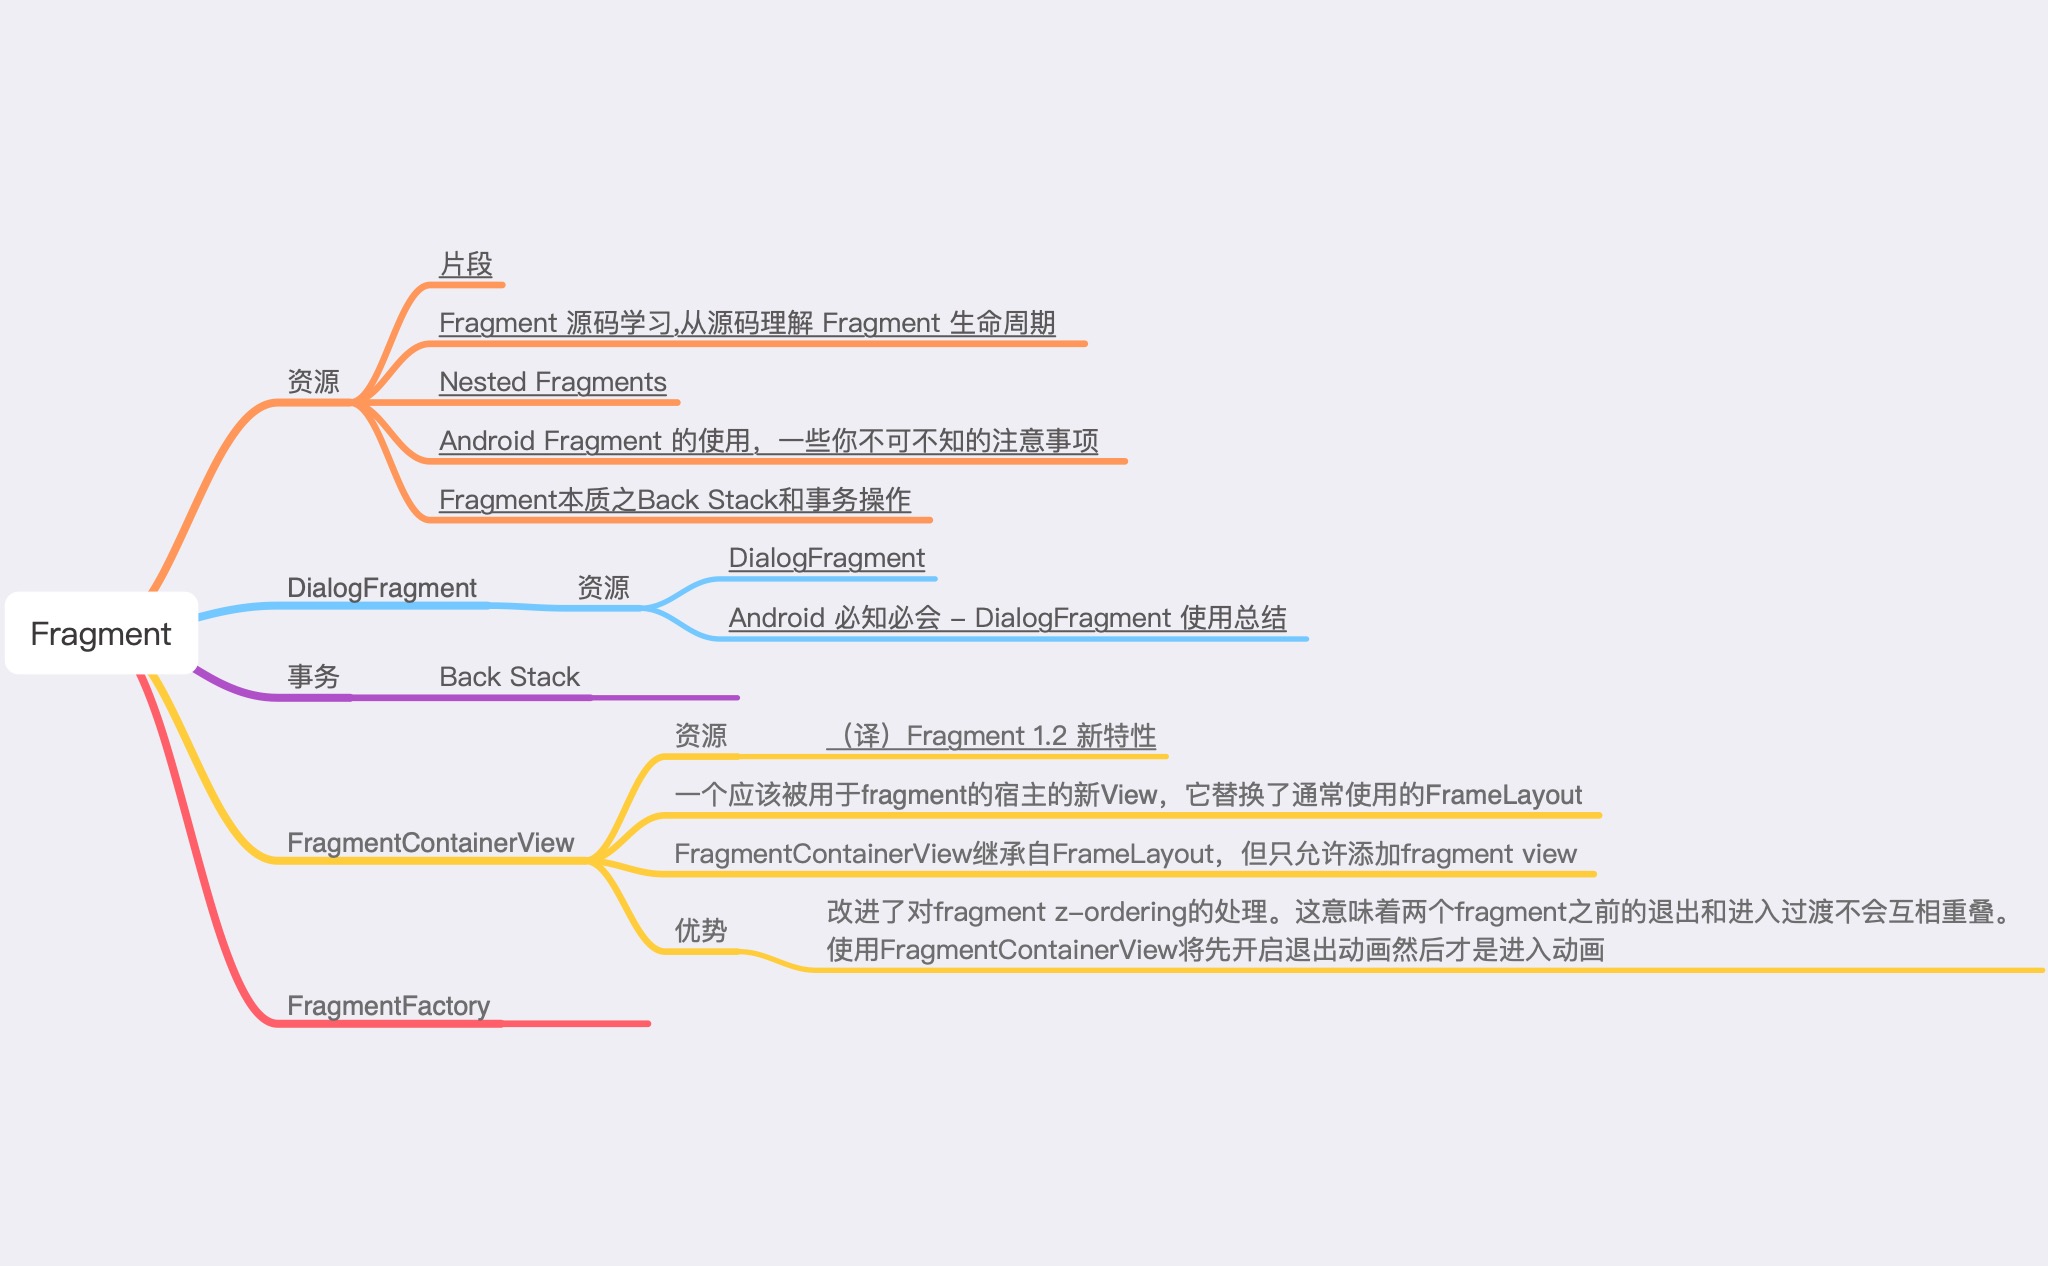 片段
Fragment 源码学习,从源码理解 Fragment 生命周期
资源
Nested Fragments
Android Fragment 的使用，一些你不可不知的注意事项
Fragment本质之Back Stack和事务操作
DialogFragment
DialogFragment
资源
Android 必知必会 – DialogFragment 使用总结
Fragment
事务
Back Stack
资源
（译）Fragment 1.2 新特性
一个应该被用于fragment的宿主的新View，它替换了通常使用的FrameLayout
FragmentContainerView
FragmentContainerView继承自FrameLayout，但只允许添加fragment view
优势
改进了对fragment z-ordering的处理。这意味着两个fragment之前的退出和进入过渡不会互相重叠。
使用FragmentContainerView将先开启退出动画然后才是进入动画
FragmentFactory